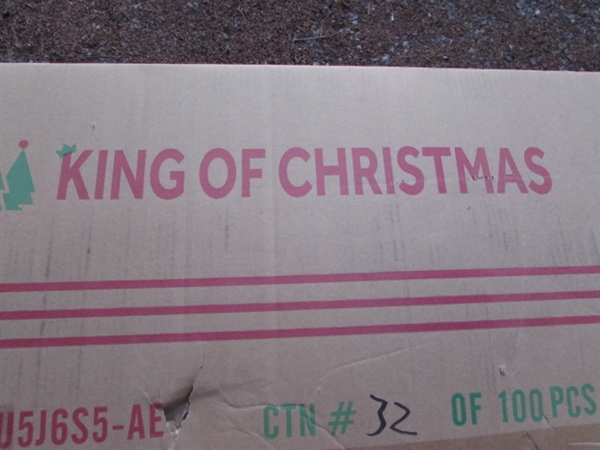 KING OF CHRISTMAS
U5J6S5-AE CTN # 32 OF 100 PCS